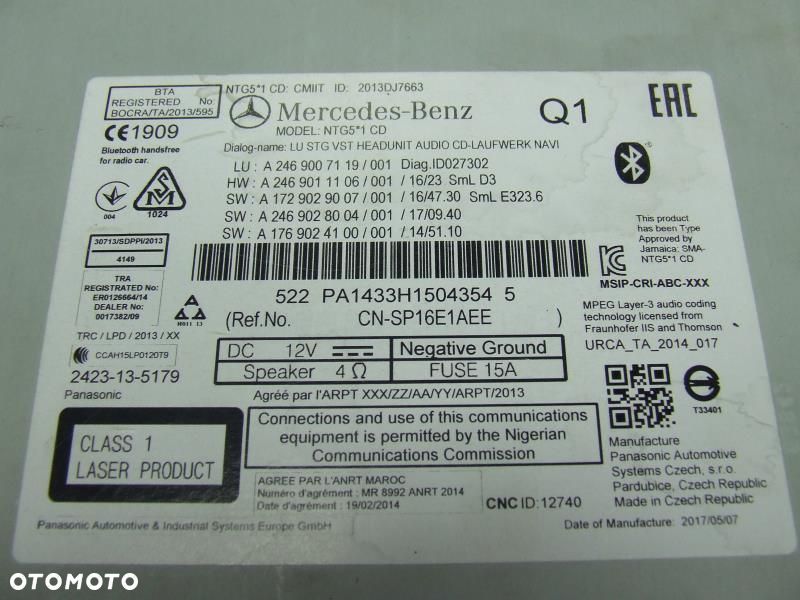 NTG5*1 CD: CMIIT ID: 2013DJ7663
BTA
REGISTERED No:
BOCRA/TA/2013/595
Mercedes-Benz
Q1
EAC
MODEL: NTG5*1 CD
CE1909
Bluetooth handsfree
for radio car.
Dialog-name: LU STG VST HEADUNIT AUDIO CD-LAUFWERK NAVI
LU : A 246 900 71 19 / 001 Diag.ID027302
HW : A 246 901 11 06 / 001 / 16/23 SmL D3
SW : A 172 902 90 07 / 001 / 16/47.30 SmL E323.6
SW : A 246 902 80 04 / 001 / 17/09.40
SW : A 176 902 41 00 / 001 / 14/51.10
004
1024
30713/SDPPI/2013
4149
TRA
REGISTERED No:
ER0126664/14
DEALER No:
0017382/09
H011 13
TRC / LPD / 2013 / XX
CCAH15LP0120T9
2423-13-5179
Panasonic
522 PA1433H1504354 5
(Ref.No. CN-SP16E1AEE )
DC 12V
Negative Ground
Speaker 4 Ω
FUSE 15A
Agréé par l'ARPT XXX/ZZ/AA/YY/ARPT/2013
Connections and use of this communications
equipment is permitted by the Nigerian
Communications Commission
CLASS 1
LASER PRODUCT
AGREE PAR L'ANRT MAROC
Numéro d'agrément : MR 8992 ANRT 2014
Date d'agrément : 19/02/2014
CNC ID:12740
This product
has been Type
Approved by
Jamaica: SMA-
NTG5*1 CD
MSIP-CRI-ABC-XXX
MPEG Layer-3 audio coding
technology licensed from
Fraunhofer IIS and Thomson
URCA_TA_2014_017
T33401
Manufacture
Panasonic Automotive
Systems Czech, s.r.o.
Pardubice, Czech Republic
Made in Czech Republic
Panasonic Automotive & Industrial Systems Europe GmbH
Date of Manufacture: 2017/05/07
OTOMOTO